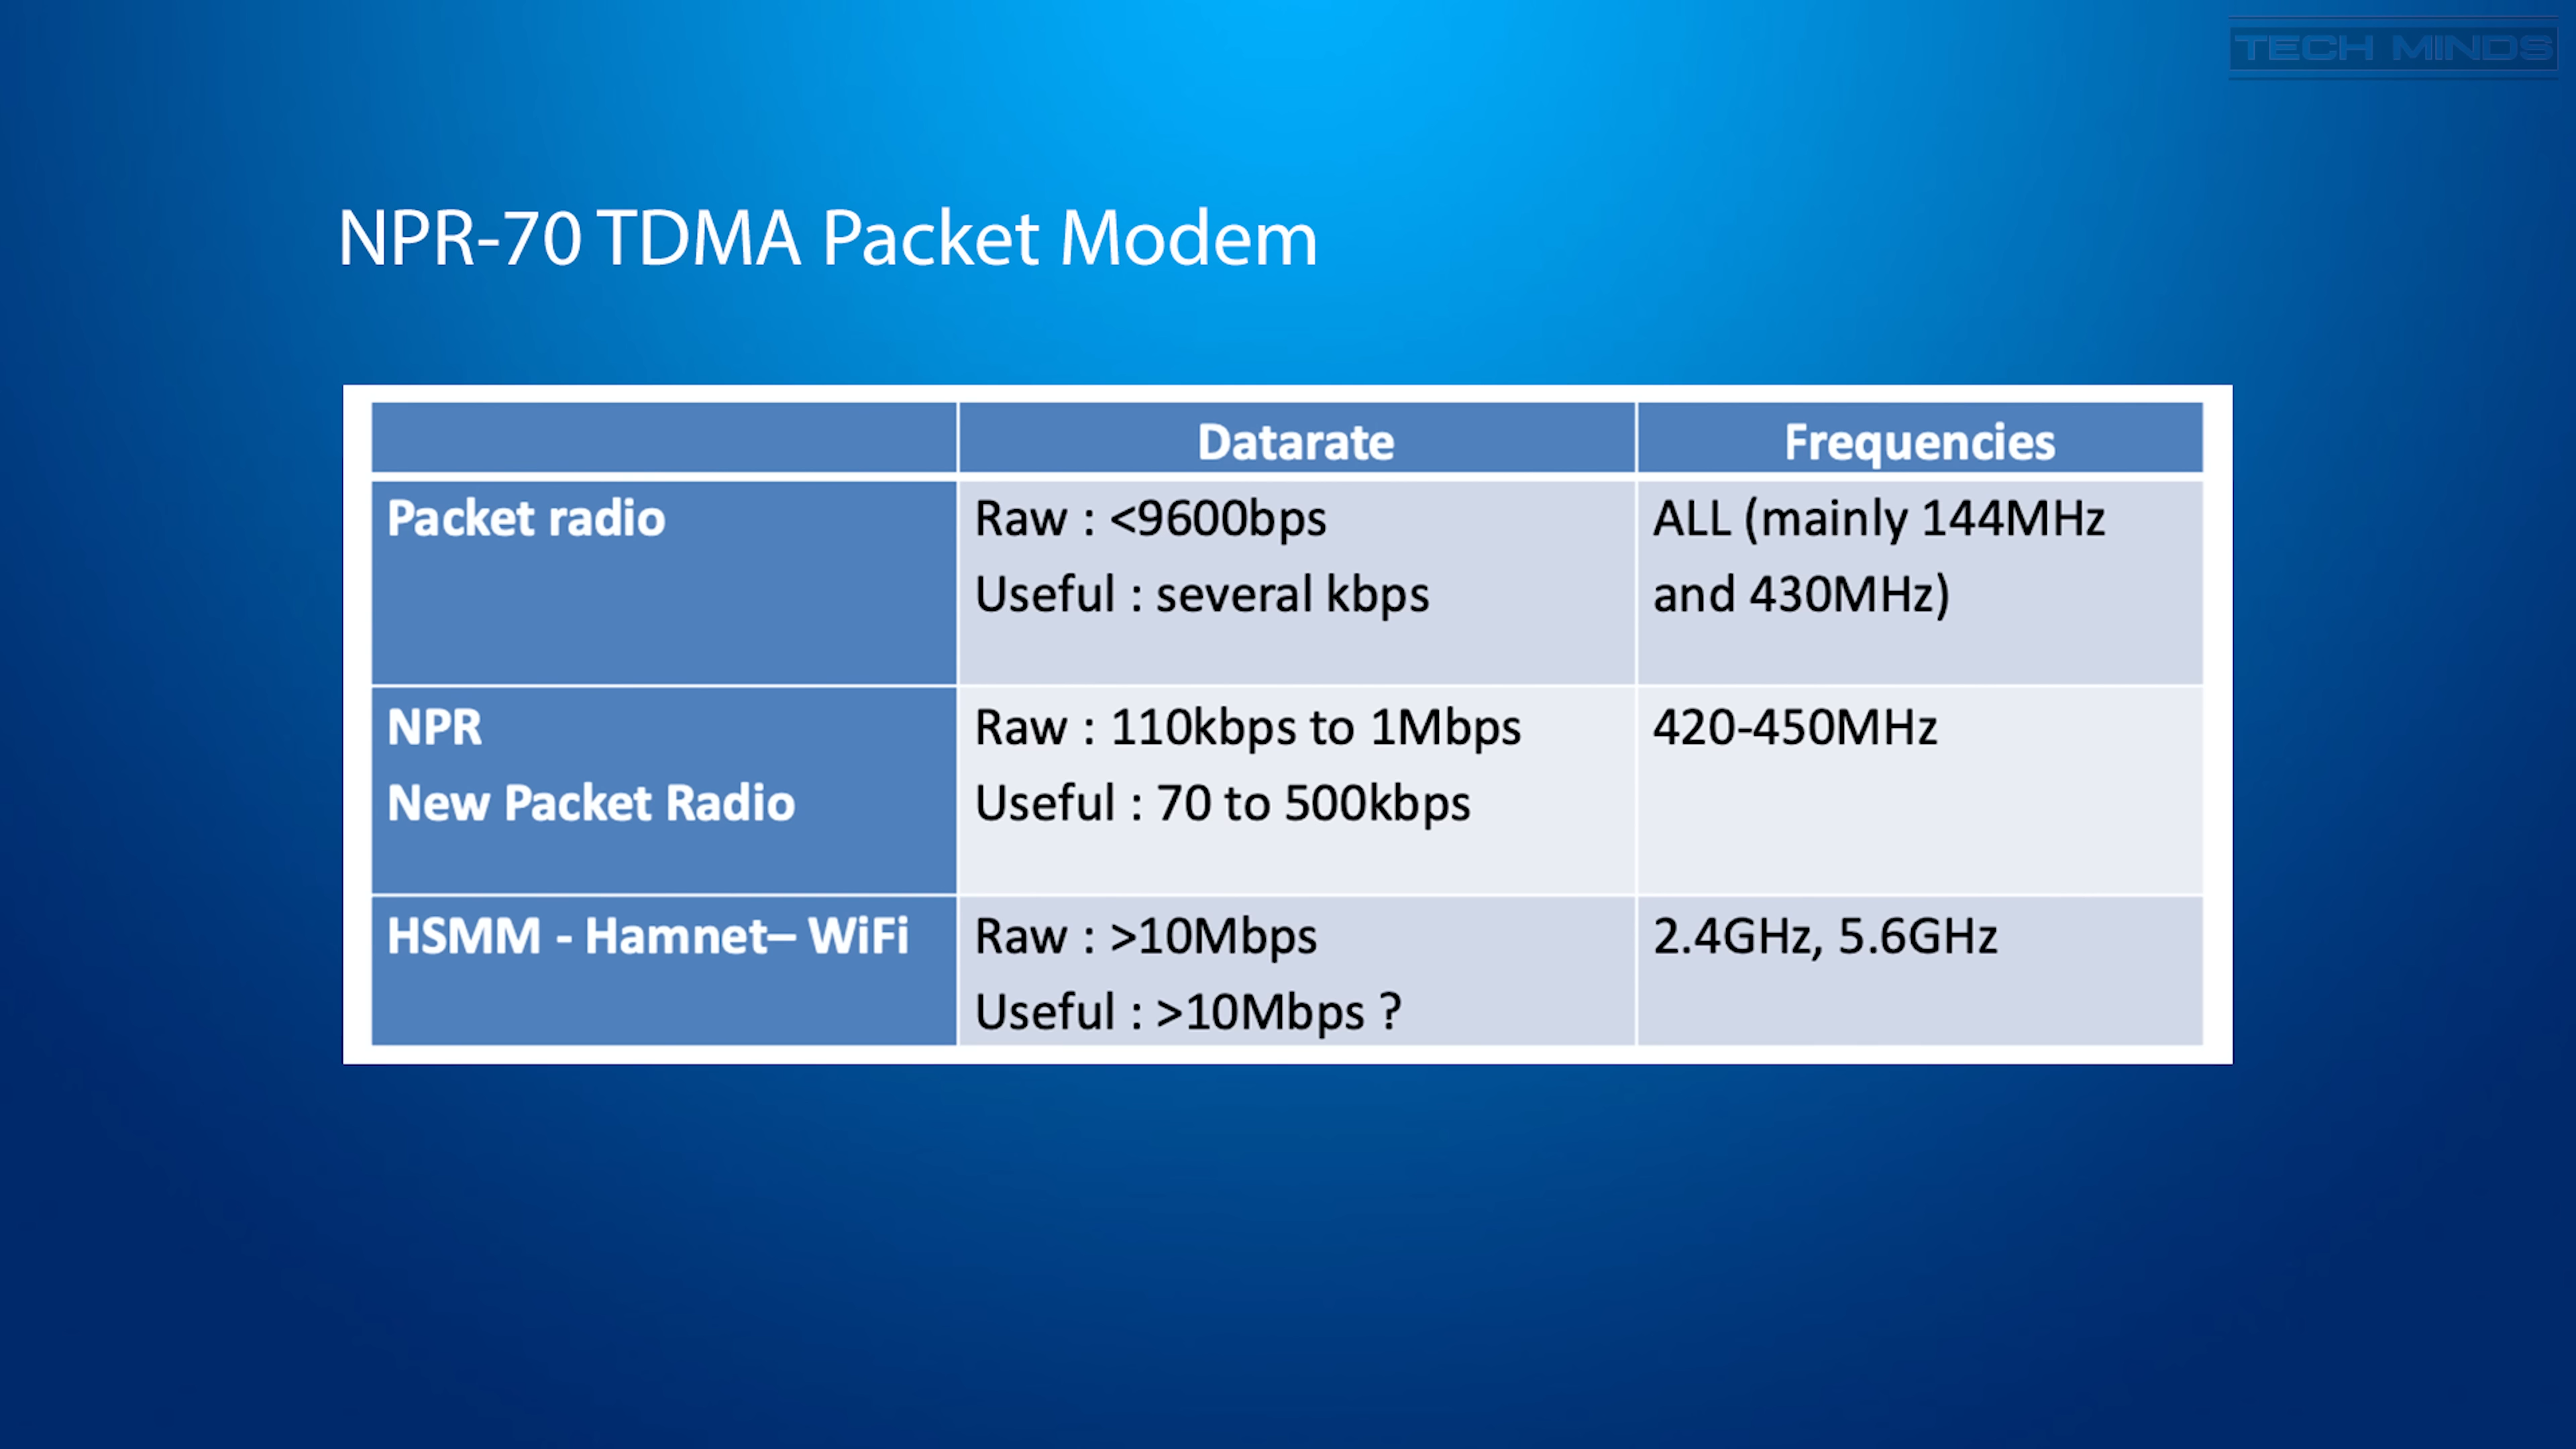 TECH MINDS
NPR-70 TDMA Packet Modem
Datarate
Frequencies
Packet radio
Raw : <9600bps
Useful : several kbps
ALL (mainly 144MHz
and 430MHz)
NPR
New Packet Radio
Raw : 110kbps to 1Mbps
Useful : 70 to 500kbps
420-450MHz
HSMM - Hamnet– WiFi
Raw : >10Mbps
Useful : >10Mbps ?
2.4GHz, 5.6GHz